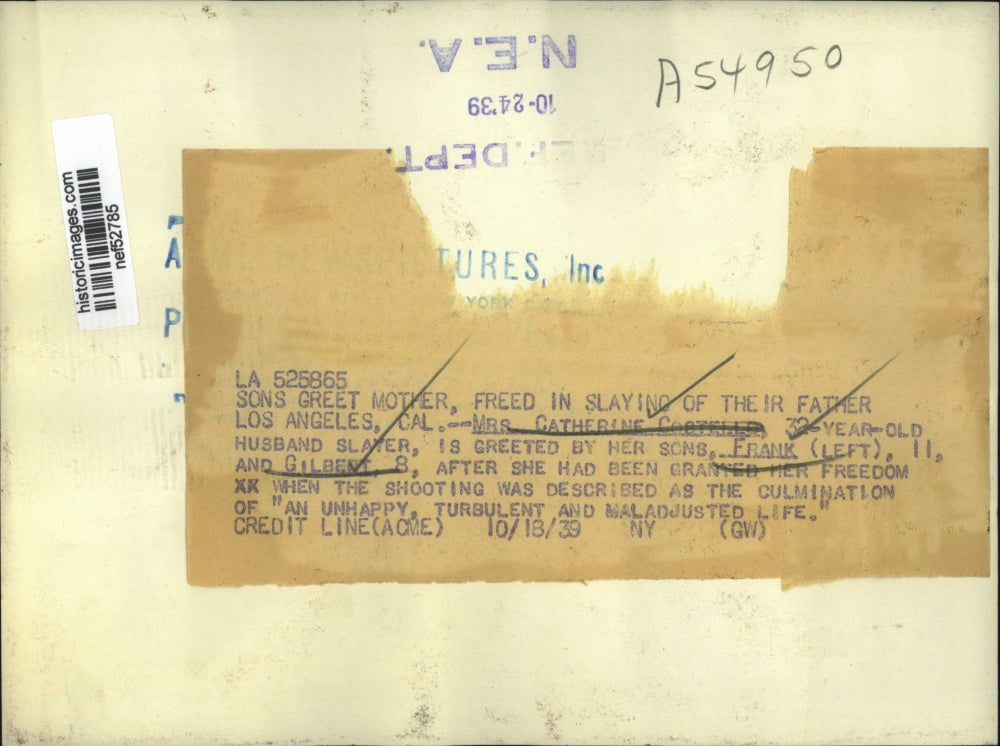 N.E.A.
10-24'39
REF.DEPT.
A54950
historicimages.com
nef52785
TURES, Inc
YORK
LA 525865
SONS GREET MOTHER, FREED IN SLAYING OF THEIR FATHER
LOS ANGELES, CAL.--MRS. CATHERINE COSTELLO, 32-YEAR-OLD
HUSBAND SLAYER, IS GREETED BY HER SONS, FRANK (LEFT), 11,
AND GILBERT, 8, AFTER SHE HAD BEEN GRANTED HER FREEDOM
XX WHEN THE SHOOTING WAS DESCRIBED AS THE CULMINATION
OF "AN UNHAPPY, TURBULENT AND MALADJUSTED LIFE."
CREDIT LINE(ACME) 10/18/39 NY (GW)